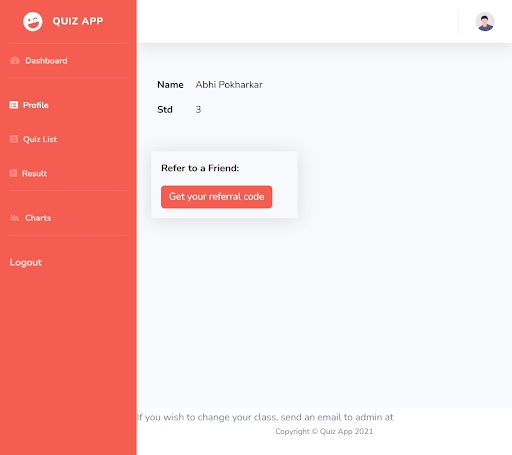 QUIZ APP
Dashboard
Profile
Quiz List
Result
Charts
Logout
Name Abhi Pokharkar
Std 3
Refer to a Friend:
Get your referral code
If you wish to change your class, send an email to admin at
Copyright © Quiz App 2021